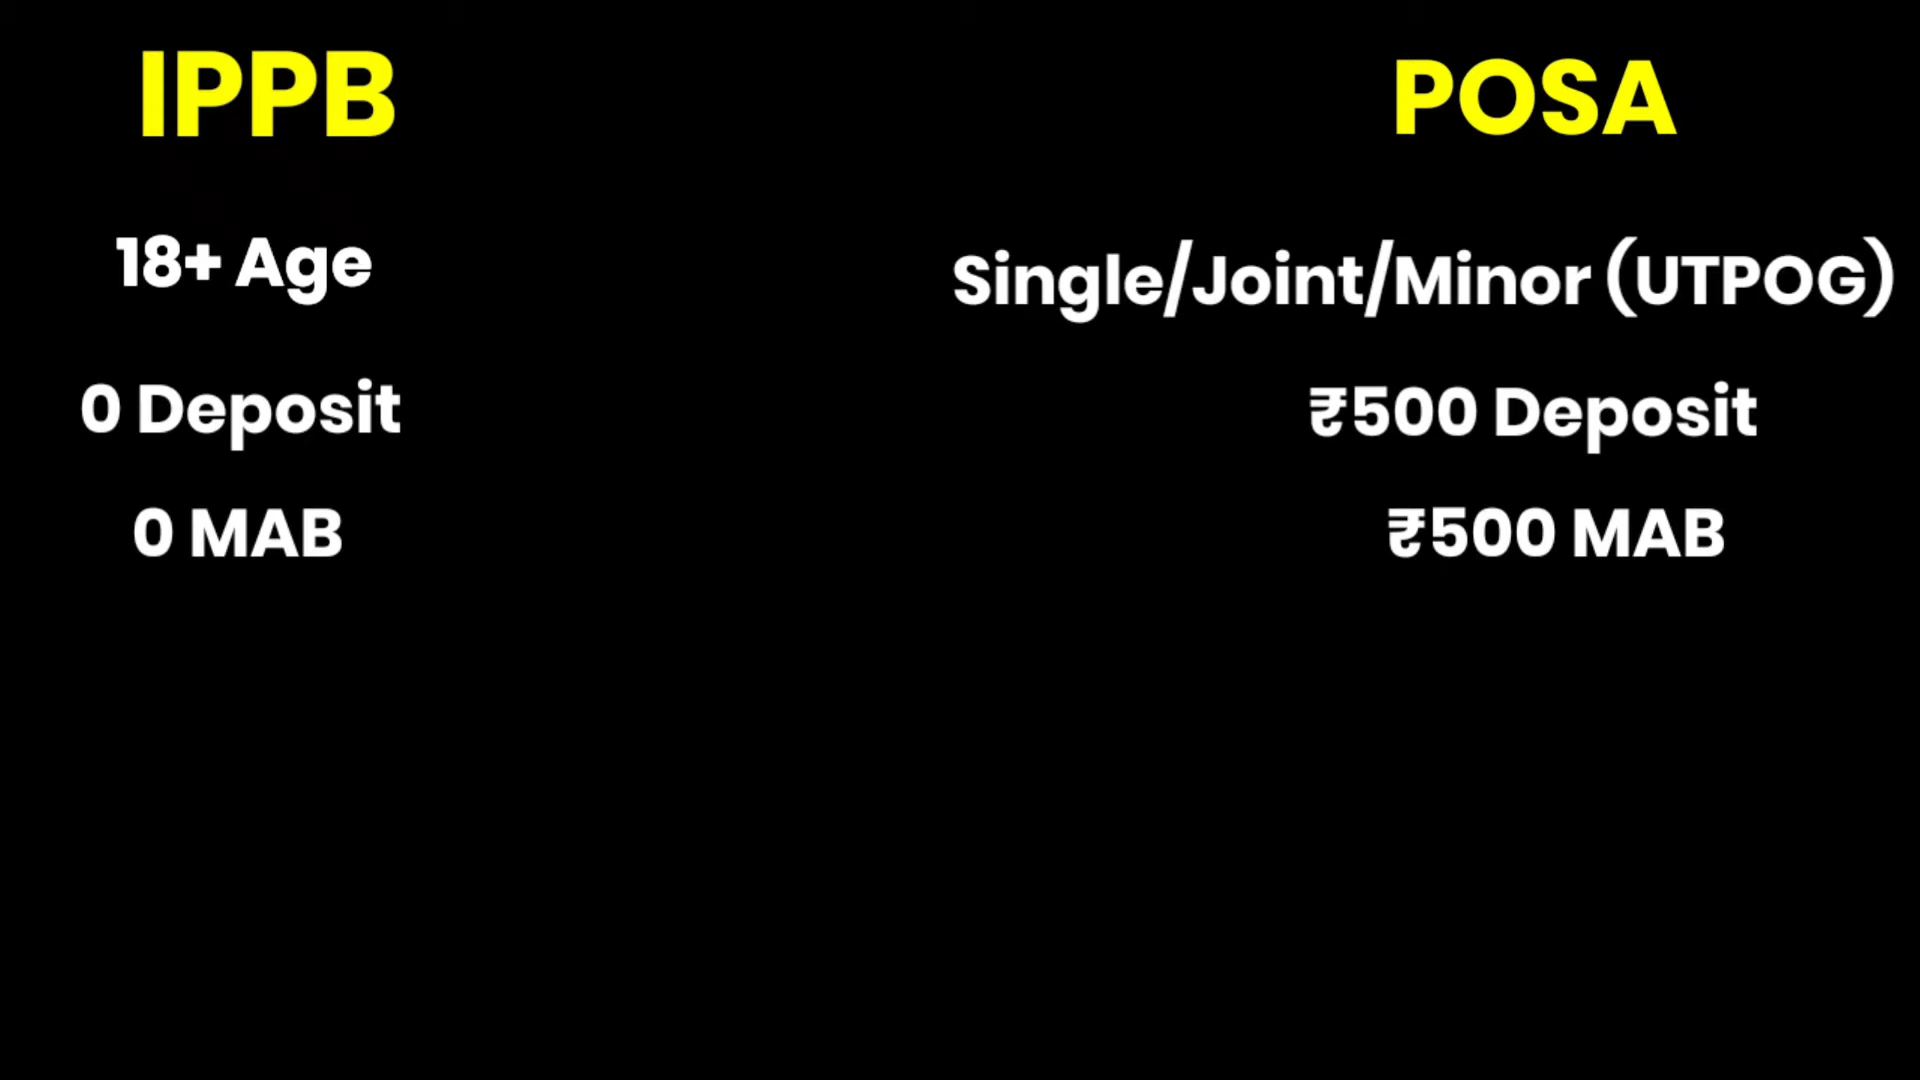 IPPB
POSA
18+ Age
Single/Joint/Minor (UTPOG)
0 Deposit
₹500 Deposit
0 MAB
₹500 MAB